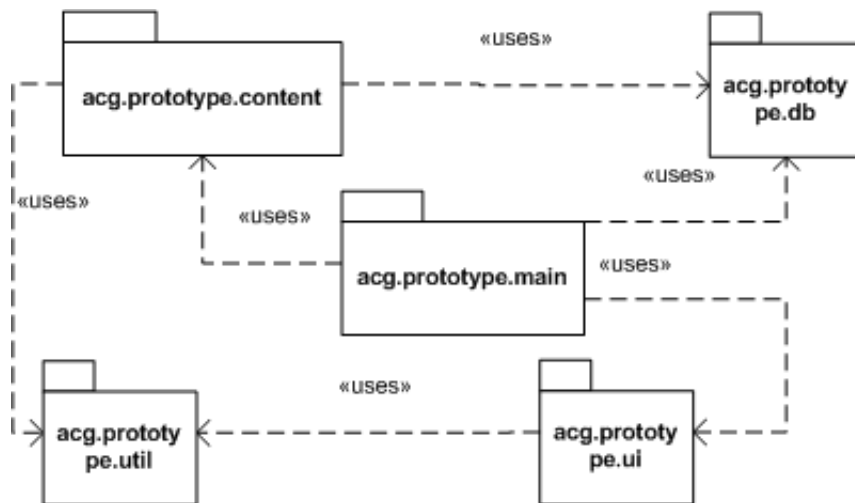 «uses»
acg.prototype.content
acg.prototy
pe.db
«uses»
«uses»
«uses»
acg.prototype.main
«uses»
«uses»
acg.prototy
pe.util
acg.prototy
pe.ui